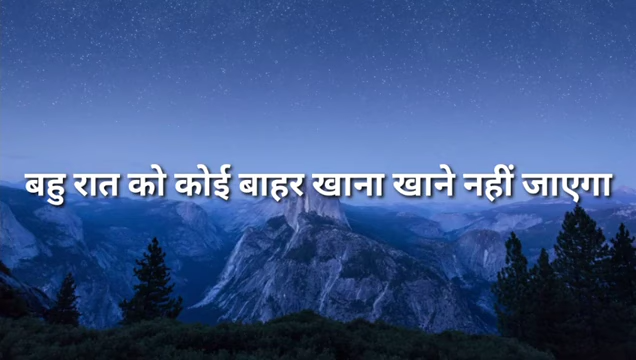 बहु रात को कोई बाहर खाना खाने नहीं जाएगा